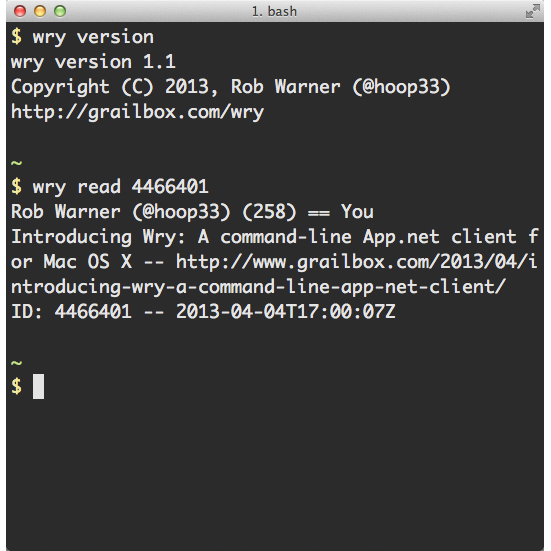 1. bash
$ wry version
wry version 1.1
Copyright (C) 2013, Rob Warner (@hoop33)
http://grailbox.com/wry
~
$ wry read 4466401
Rob Warner (@hoop33) (258) == You
Introducing Wry: A command-line App.net client f
or Mac OS X -- http://www.grailbox.com/2013/04/i
ntroducing-wry-a-command-line-app-net-client/
ID: 4466401 -- 2013-04-04T17:00:07Z
~
$